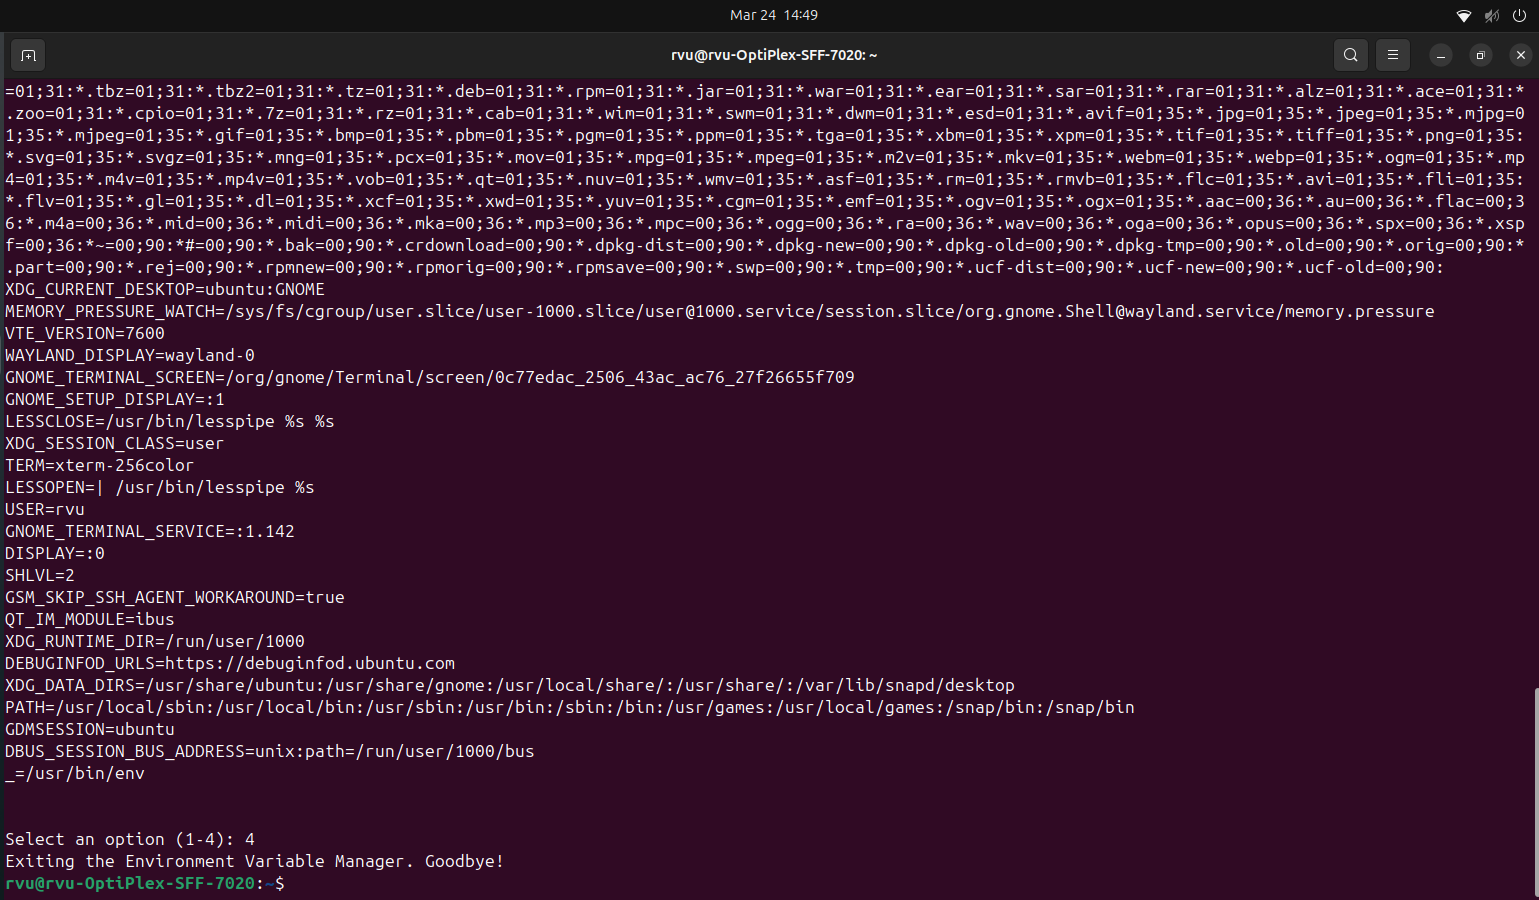 Mar 24 14:49
rvu@rvu-OptiPlex-SFF-7020: ~
=01;31:*.tbz=01;31:*.tbz2=01;31:*.tz=01;31:*.deb=01;31:*.rpm=01;31:*.jar=01;31:*.war=01;31:*.ear=01;31:*.sar=01;31:*.rar=01;31:*.alz=01;31:*.ace=01;31:*
.zoo=01;31:*.cpio=01;31:*.7z=01;31:*.rz=01;31:*.cab=01;31:*.wim=01;31:*.swm=01;31:*.dwm=01;31:*.esd=01;31:*.avif=01;35:*.jpg=01;35:*.jpeg=01;35:*.mjpg=0
1;35:*.mjpeg=01;35:*.gif=01;35:*.bmp=01;35:*.pbm=01;35:*.pgm=01;35:*.ppm=01;35:*.tga=01;35:*.xbm=01;35:*.xpm=01;35:*.tif=01;35:*.tiff=01;35:*.png=01;35:
*.svg=01;35:*.svgz=01;35:*.mng=01;35:*.pcx=01;35:*.mov=01;35:*.mpg=01;35:*.mpeg=01;35:*.m2v=01;35:*.mkv=01;35:*.webm=01;35:*.webp=01;35:*.ogm=01;35:*.mp
4=01;35:*.m4v=01;35:*.mp4v=01;35:*.vob=01;35:*.qt=01;35:*.nuv=01;35:*.wmv=01;35:*.asf=01;35:*.rm=01;35:*.rmvb=01;35:*.flc=01;35:*.avi=01;35:*.fli=01;35:
*.flv=01;35:*.gl=01;35:*.dl=01;35:*.xcf=01;35:*.xwd=01;35:*.yuv=01;35:*.cgm=01;35:*.emf=01;35:*.ogv=01;35:*.ogx=01;35:*.aac=00;36:*.au=00;36:*.flac=00;3
6:*.m4a=00;36:*.mid=00;36:*.midi=00;36:*.mka=00;36:*.mp3=00;36:*.mpc=00;36:*.ogg=00;36:*.ra=00;36:*.wav=00;36:*.oga=00;36:*.opus=00;36:*.spx=00;36:*.xsp
f=00;36:*~=00;90:*#=00;90:*.bak=00;90:*.crdownload=00;90:*.dpkg-dist=00;90:*.dpkg-new=00;90:*.dpkg-old=00;90:*.dpkg-tmp=00;90:*.old=00;90:*.orig=00;90:*
.part=00;90:*.rej=00;90:*.rpmnew=00;90:*.rpmorig=00;90:*.rpmsave=00;90:*.swp=00;90:*.tmp=00;90:*.ucf-dist=00;90:*.ucf-new=00;90:*.ucf-old=00;90:
XDG_CURRENT_DESKTOP=ubuntu:GNOME
MEMORY_PRESSURE_WATCH=/sys/fs/cgroup/user.slice/user-1000.slice/user@1000.service/session.slice/org.gnome.Shell@wayland.service/memory.pressure
VTE_VERSION=7600
WAYLAND_DISPLAY=wayland-0
GNOME_TERMINAL_SCREEN=/org/gnome/Terminal/screen/0c77edac_2506_43ac_ac76_27f26655f709
GNOME_SETUP_DISPLAY=:1
LESSCLOSE=/usr/bin/lesspipe %s %s
XDG_SESSION_CLASS=user
TERM=xterm-256color
LESSOPEN=| /usr/bin/lesspipe %s
USER=rvu
GNOME_TERMINAL_SERVICE=:1.142
DISPLAY=:0
SHLVL=2
GSM_SKIP_SSH_AGENT_WORKAROUND=true
QT_IM_MODULE=ibus
XDG_RUNTIME_DIR=/run/user/1000
DEBUGINFOD_URLS=https://debuginfod.ubuntu.com
XDG_DATA_DIRS=/usr/share/ubuntu:/usr/share/gnome:/usr/local/share/:/usr/share/:/var/lib/snapd/desktop
PATH=/usr/local/sbin:/usr/local/bin:/usr/sbin:/usr/bin:/sbin:/bin:/usr/games:/usr/local/games:/snap/bin:/snap/bin
GDMSESSION=ubuntu
DBUS_SESSION_BUS_ADDRESS=unix:path=/run/user/1000/bus
_=/usr/bin/env
Select an option (1-4): 4
Exiting the Environment Variable Manager. Goodbye!
rvu@rvu-OptiPlex-SFF-7020:~$